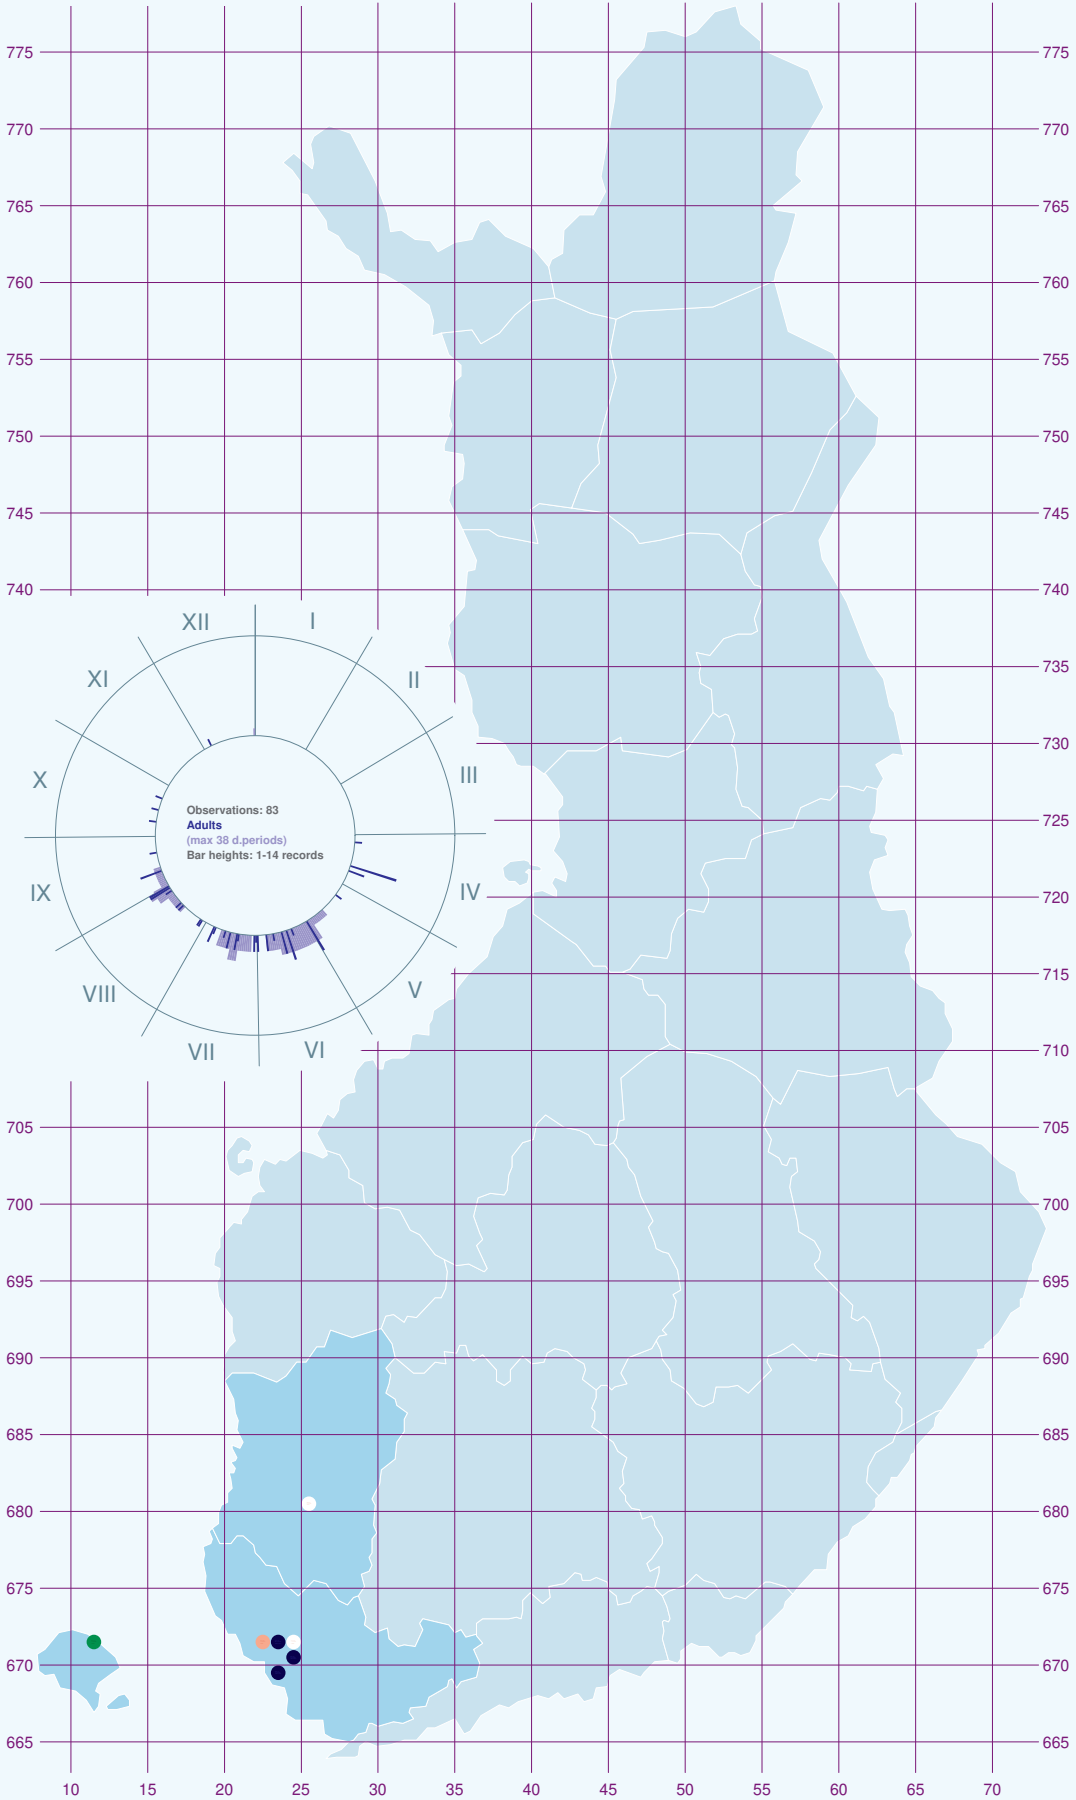 775 775
770 770
765 765
760 760
755 755
750 750
745 745
740 740
XII I
735
XI II
730
X III
725
Observations: 83
Adults
(max 38 d.periods)
Bar heights: 1-14 records
IX IV
720
715
VIII V
VII VI
710
705 705
700 700
695 695
690 690
685 685
680 680
675 675
670 670
665 665
10 15 20 25 30 35 40 45 50 55 60 65 70